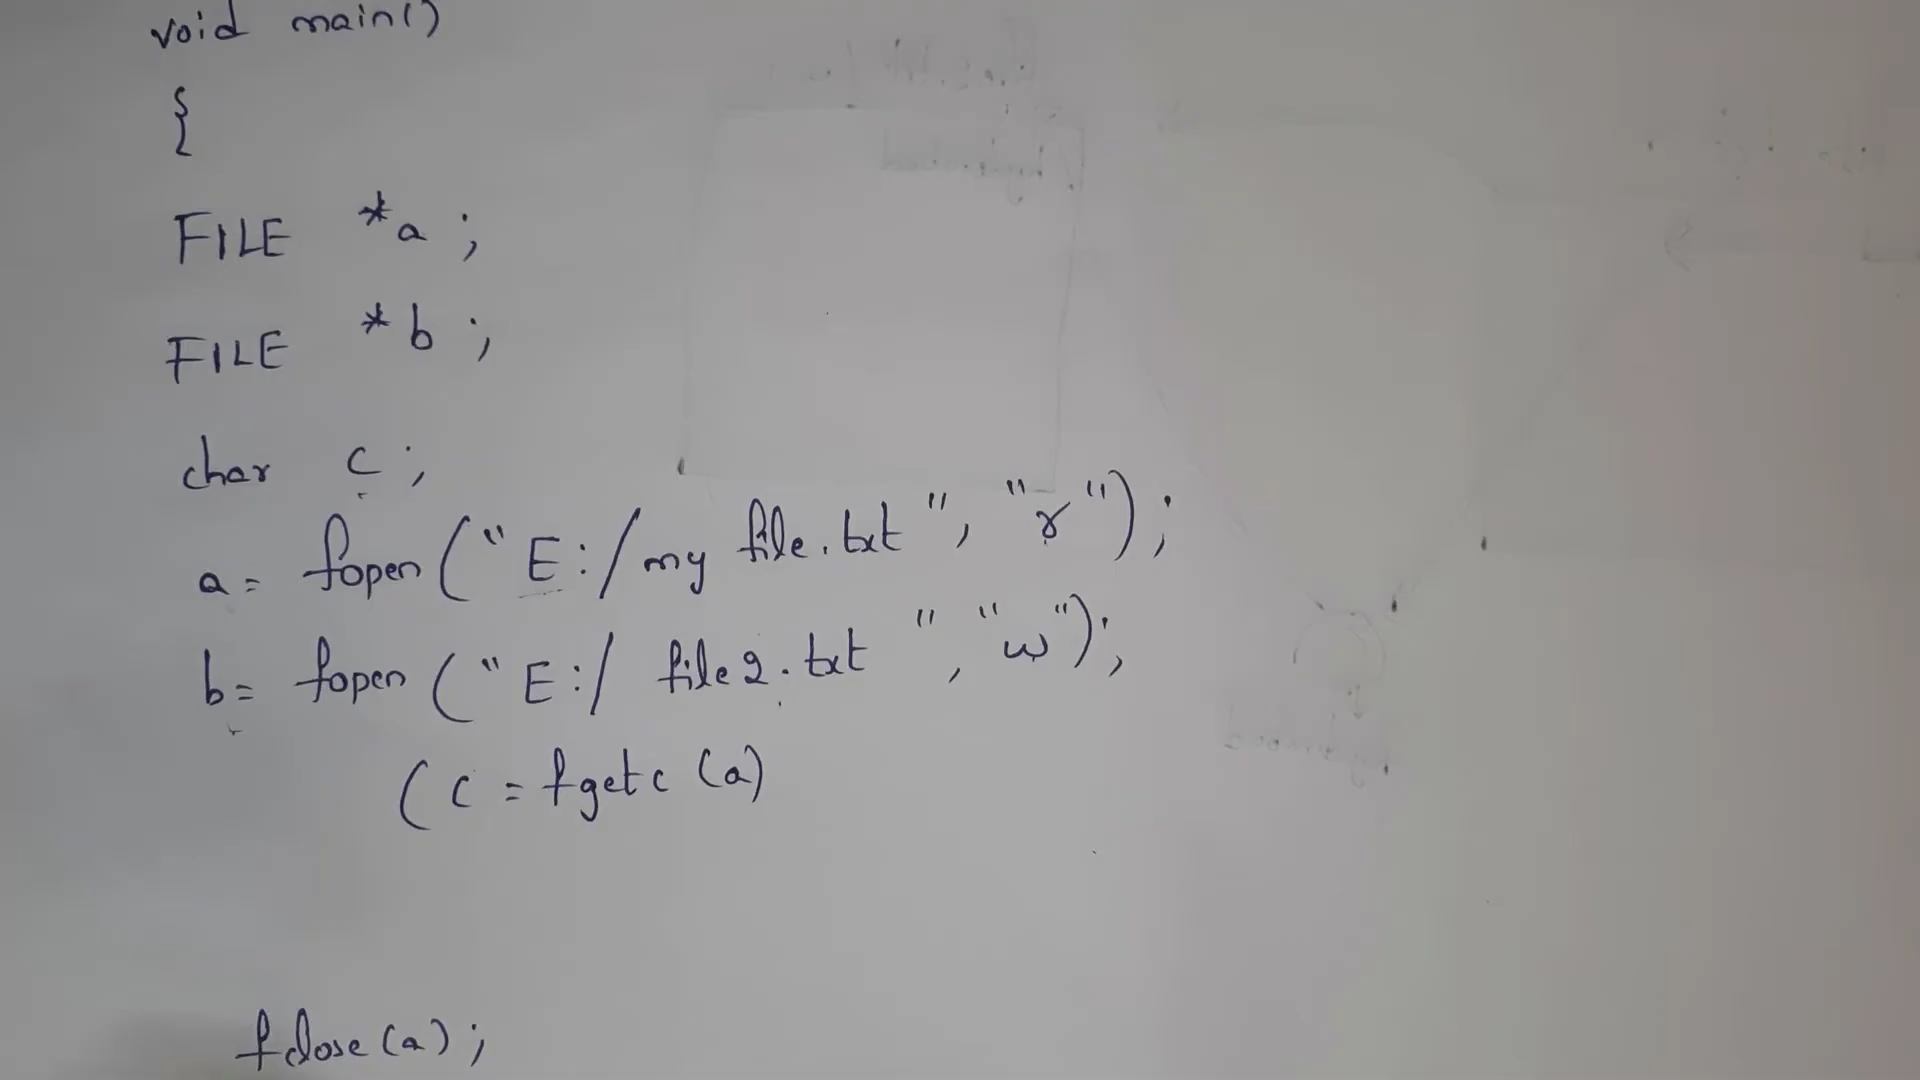 void main()
{
FILE *a;
FILE *b;
char c;
a= fopen("E:/my file.txt", "r");
b= fopen("E:/ file2.txt", "w");
(c = fgetc (a)
fclose(a);